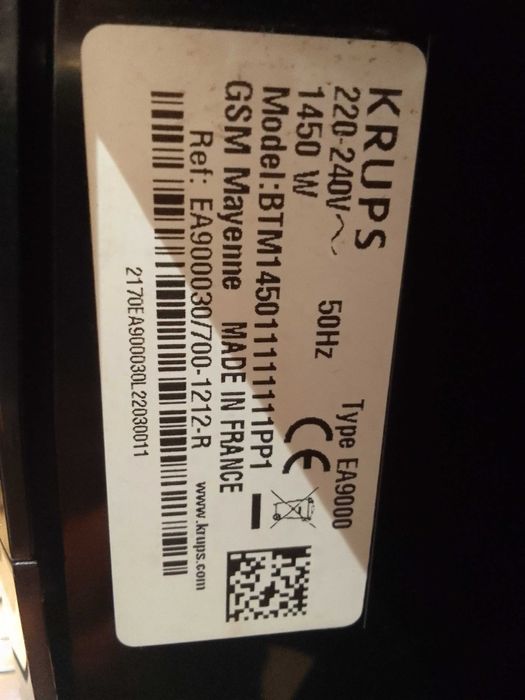 KRUPS Type EA9000
220-240V~ 50Hz
1450 W CE
Model:BTM14501111111PP1
GSM Mayenne MADE IN FRANCE
Ref: EA900030/700-1212-R www.krups.com
2170EA900030L22030011